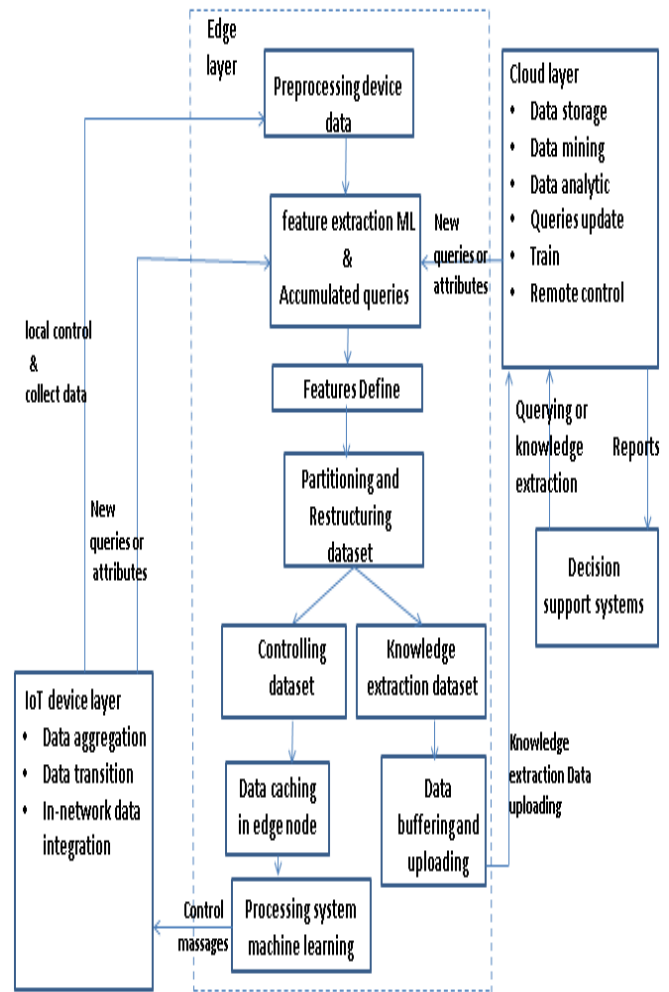 Edge
layer
Preprocessing device
data
feature extraction ML
&
Accumulated queries
New
queries or
attributes
Cloud layer
• Data storage
• Data mining
• Data analytic
• Queries update
• Train
• Remote control
local control
&
collect data
Features Define
Querying or
knowledge
extraction
Reports
Partitioning and
Restructuring
dataset
New
queries or
attributes
Decision
support systems
Controlling
dataset
Knowledge
extraction dataset
IoT device layer
• Data aggregation
• Data transition
• In-network data
integration
Data caching
in edge node
Data
buffering and
uploading
Knowledge
extraction Data
uploading
Control
massages
Processing system
machine learning